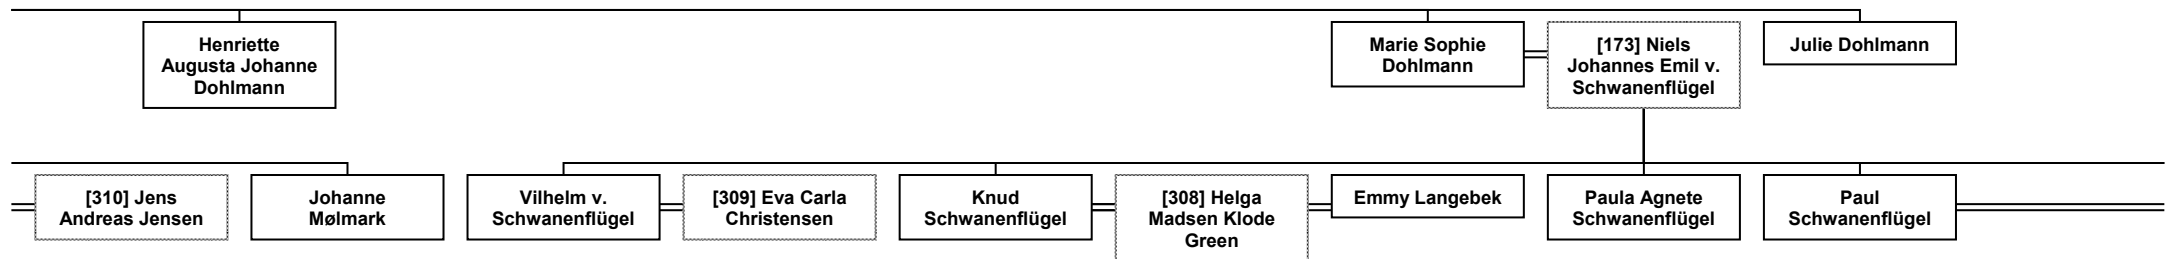 Henriette
Augusta Johanne
Dohlmann
Marie Sophie
Dohlmann
[173] Niels
Johannes Emil v.
Schwanenflügel
Julie Dohlmann
[310] Jens
Andreas Jensen
Johanne
Mølmark
Vilhelm v.
Schwanenflügel
[309] Eva Carla
Christensen
Knud
Schwanenflügel
[308] Helga
Madsen Klode
Green
Emmy Langebek
Paula Agnete
Schwanenflügel
Paul
Schwanenflügel